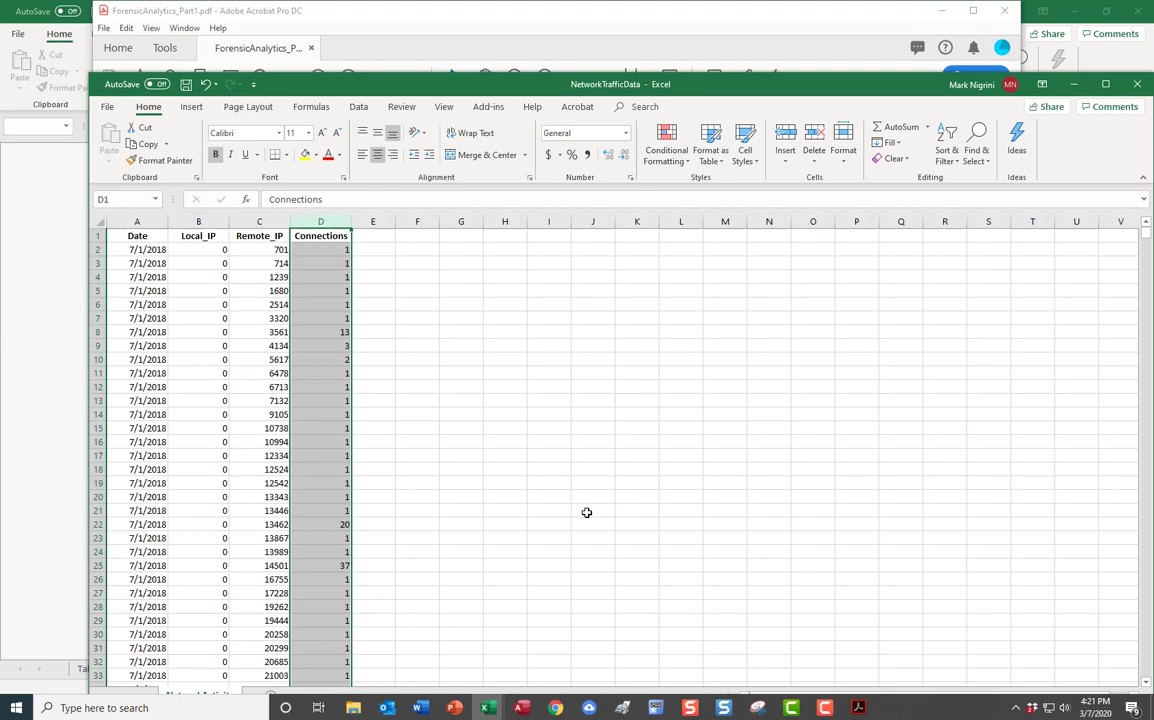 AutoSave Off
ForensicAnalytics_Part1.pdf - Adobe Acrobat Pro DC
File Home
File Edit View Window Help
Share Comments
Home Tools ForensicAnalytics_P... ×
Cut
Copy
Format Pa
Paste
Clipboard
AutoSave Off
NetworkTrafficData - Excel
Mark Nigrini MN
File Home Insert Page Layout Formulas Data Review View Add-ins Help Acrobat Search
Share Comments
Paste
Cut
Copy
Format Painter
Clipboard
Calibri 11
B I U
Font
Wrap Text
Merge & Center
Alignment
General
$ % ,
Number
Conditional Formatting
Format as Table
Cell Styles
Styles
Insert Delete Format
Cells
AutoSum
Fill
Clear
Sort & Filter
Find & Select
Editing
Ideas
Ideas
D1 fx Connections
A B C D E F G H I J K L M N O P Q R S T U V
1 Date Local_IP Remote_IP Connections
2 7/1/2018 0 701 1
3 7/1/2018 0 714 1
4 7/1/2018 0 1239 1
5 7/1/2018 0 1680 1
6 7/1/2018 0 2514 1
7 7/1/2018 0 3320 1
8 7/1/2018 0 3561 13
9 7/1/2018 0 4134 3
10 7/1/2018 0 5617 2
11 7/1/2018 0 6478 1
12 7/1/2018 0 6713 1
13 7/1/2018 0 7132 1
14 7/1/2018 0 9105 1
15 7/1/2018 0 10738 1
16 7/1/2018 0 10994 1
17 7/1/2018 0 12334 1
18 7/1/2018 0 12524 1
19 7/1/2018 0 12542 1
20 7/1/2018 0 13343 1
21 7/1/2018 0 13446 1
22 7/1/2018 0 13462 20
23 7/1/2018 0 13867 1
24 7/1/2018 0 13989 1
25 7/1/2018 0 14501 37
26 7/1/2018 0 16755 1
27 7/1/2018 0 17228 1
28 7/1/2018 0 19262 1
29 7/1/2018 0 19444 1
30 7/1/2018 0 20258 1
31 7/1/2018 0 20299 1
32 7/1/2018 0 20685 1
33 7/1/2018 0 21003 1
Type here to search
4:21 PM
3/7/2020